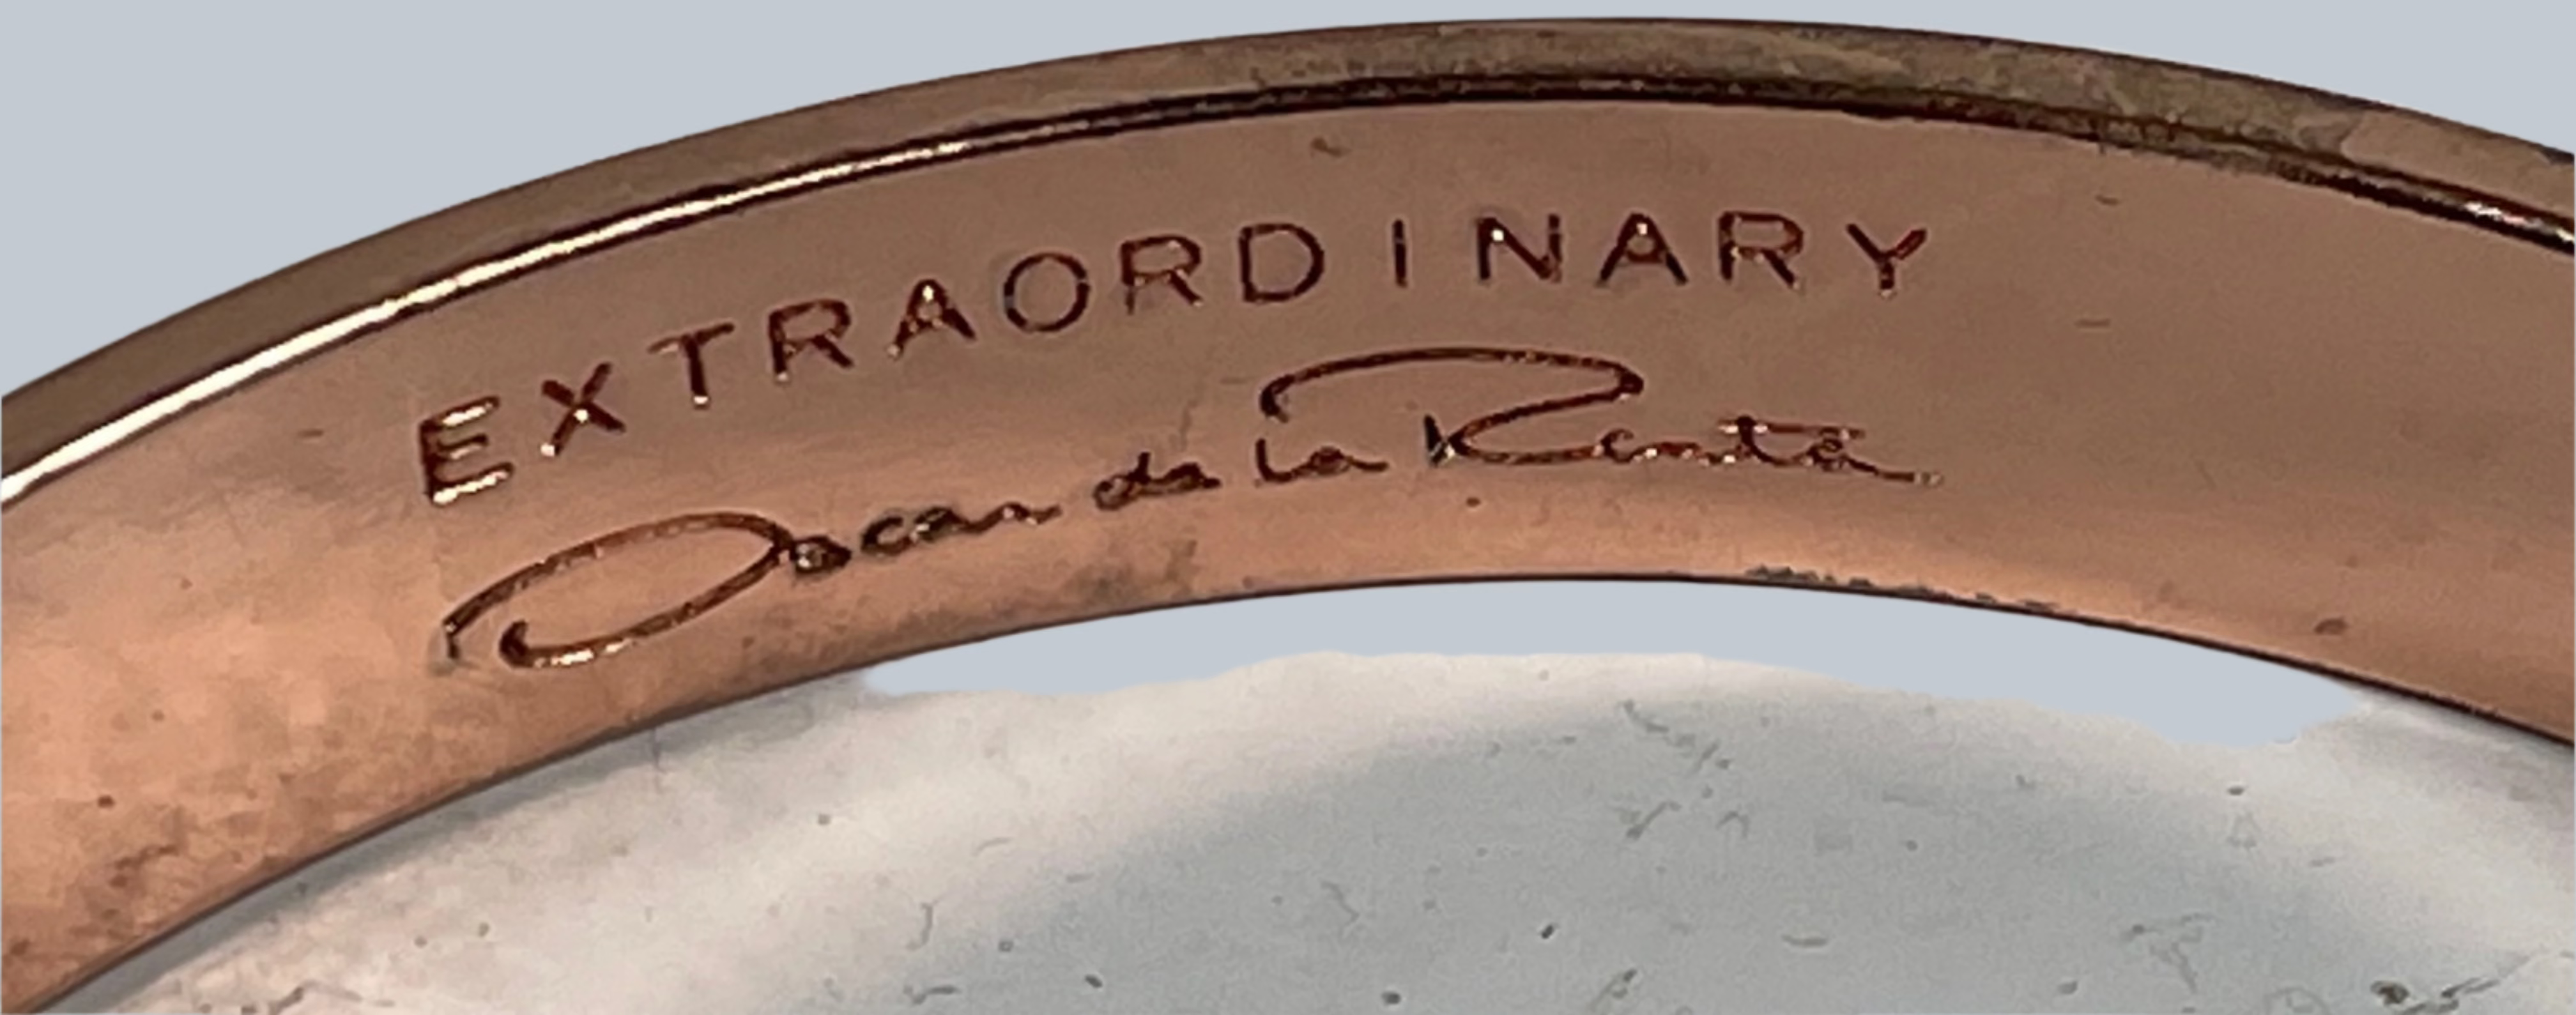 EXTRAORDINARY
Oscar de la Renta